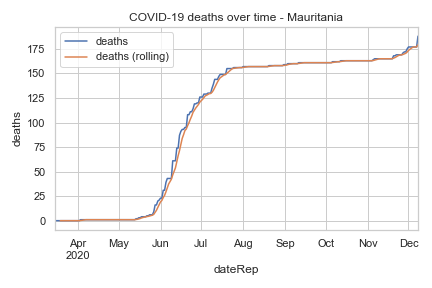 COVID-19 deaths over time - Mauritania
deaths
deaths (rolling)
175
150
125
100
75
50
25
0
deaths
Apr
2020
May
Jun
Jul
Aug
Sep
Oct
Nov
Dec
dateRep